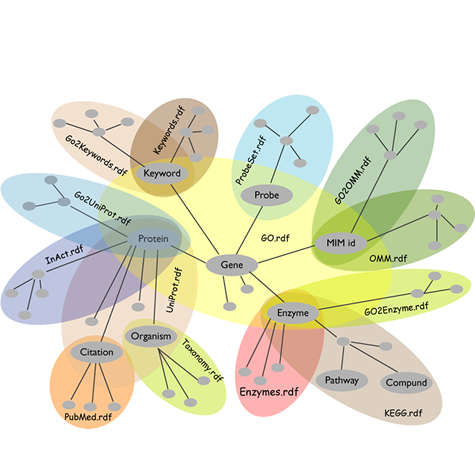 Keywords.rdf
Go2Keywords.rdf
Keyword
ProbeSet.rdf
Probe
GO2OMM.rdf
Go2UniProt.rdf
GO.rdf
MIM id
OMM.rdf
Protein
InAct.rdf
Gene
UniProt.rdf
GO2Enzyme.rdf
Enzyme
Organism
Taxonomy.rdf
Citation
Pathway
Compund
Enzymes.rdf
PubMed.rdf
KEGG.rdf